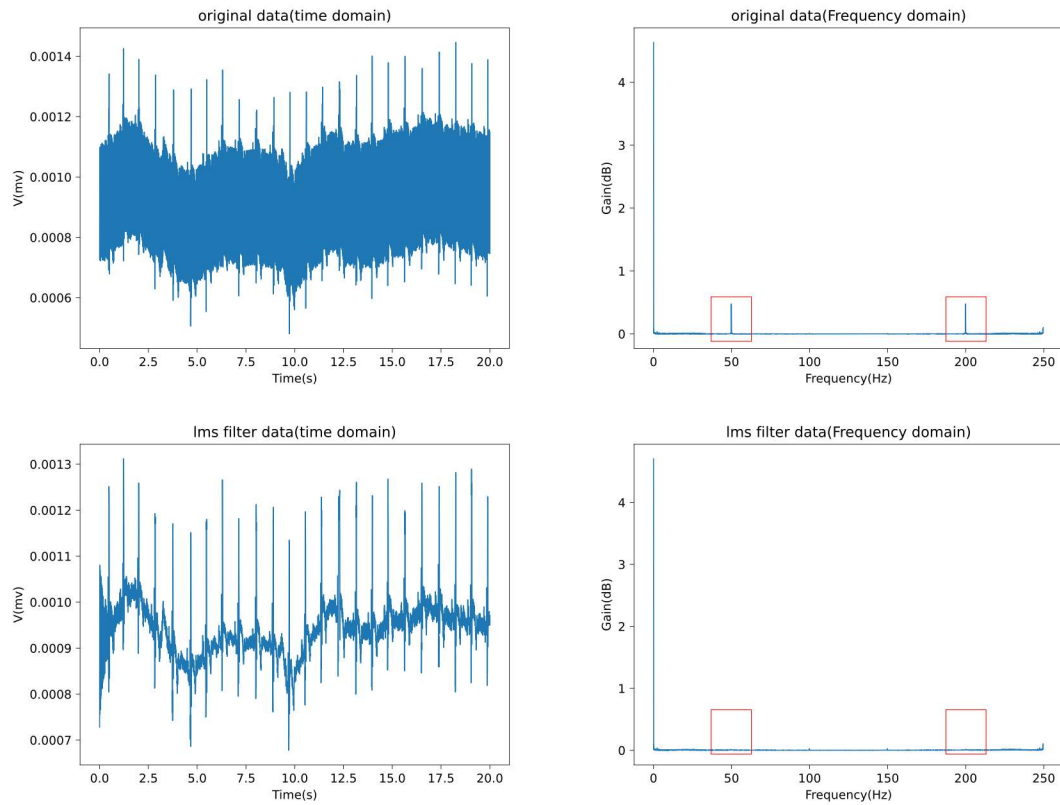 original data(time domain)
0.0014
0.0012
0.0010
0.0008
0.0006
V(mv)
0.0 2.5 5.0 7.5 10.0 12.5 15.0 17.5 20.0
Time(s)
original data(Frequency domain)
4
3
2
1
0
Gain(dB)
0 50 100 150 200 250
Frequency(Hz)
lms filter data(time domain)
0.0013
0.0012
0.0011
0.0010
0.0009
0.0008
0.0007
V(mv)
0.0 2.5 5.0 7.5 10.0 12.5 15.0 17.5 20.0
Time(s)
lms filter data(Frequency domain)
4
3
2
1
0
Gain(dB)
0 50 100 150 200 250
Frequency(Hz)